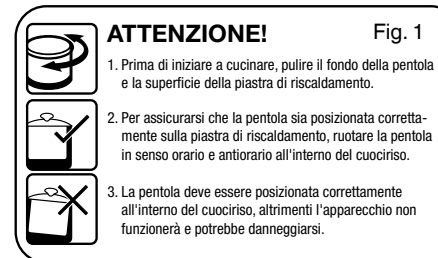 ATTENZIONE!
Fig. 1
1. Prima di iniziare a cucinare, pulire il fondo della pentola
e la superficie della piastra di riscaldamento.
2. Per assicurarsi che la pentola sia posizionata corretta-
mente sulla piastra di riscaldamento, ruotare la pentola
in senso orario e antiorario all'interno del cuociriso.
3. La pentola deve essere posizionata correttamente
all'interno del cuociriso, altrimenti l'apparecchio non
funzionerà e potrebbe danneggiarsi.